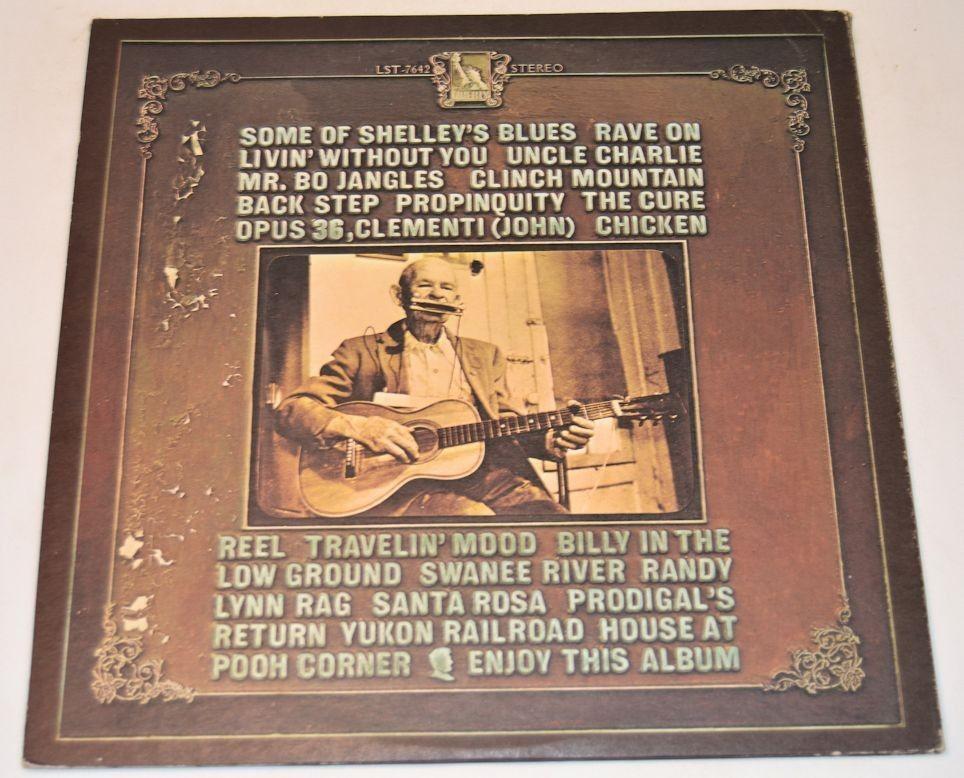 LST-7642 LIBERTY STEREO
SOME OF SHELLEY'S BLUES RAVE ON
LIVIN' WITHOUT YOU UNCLE CHARLIE
MR. BO JANGLES CLINCH MOUNTAIN
BACK STEP PROPINQUITY THE CURE
OPUS 36, CLEMENTI (JOHN) CHICKEN
REEL TRAVELIN' MOOD BILLY IN THE
LOW GROUND SWANEE RIVER RANDY
LYNN RAG SANTA ROSA PRODIGAL'S
RETURN YUKON RAILROAD HOUSE AT
POOH CORNER ENJOY THIS ALBUM